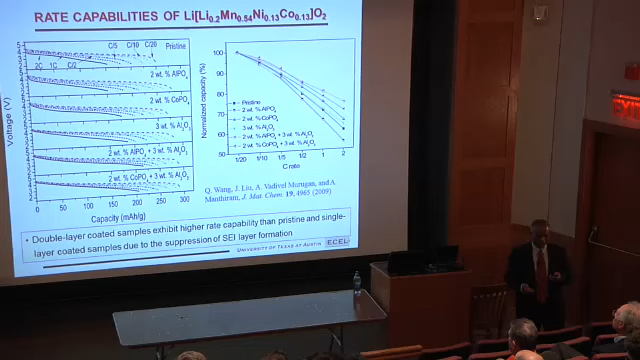 RATE CAPABILITIES OF Li[Li0.2Mn0.54Ni0.13Co0.13]O2
C/5 C/10 C/20 Pristine
2C 1C C/2
2 wt. % AlPO4
2 wt. % CoPO4
3 wt. % Al2O3
2 wt. % AlPO4 + 3 wt. % Al2O3
2 wt. % CoPO4 + 3 wt. % Al2O3
Voltage (V)
0 50 100 150 200 250 300
Capacity (mAh/g)
Normalized capacity (%)
100
90
80
70
60
50
Pristine
2 wt. % AlPO4
2 wt. % CoPO4
3 wt. % Al2O3
2 wt. % AlPO4 + 3 wt. % Al2O3
2 wt. % CoPO4 + 3 wt. % Al2O3
1/20 1/10 1/5 1/2 1 2
C rate
Q. Wang, J. Liu, A. Vadivel Murugan, and A.
Manthiram, J. Mat. Chem. 19, 4965 (2009)
• Double-layer coated samples exhibit higher rate capability than pristine and single-
layer coated samples due to the suppression of SEI layer formation
UNIVERSITY OF TEXAS AT AUSTIN ECEL